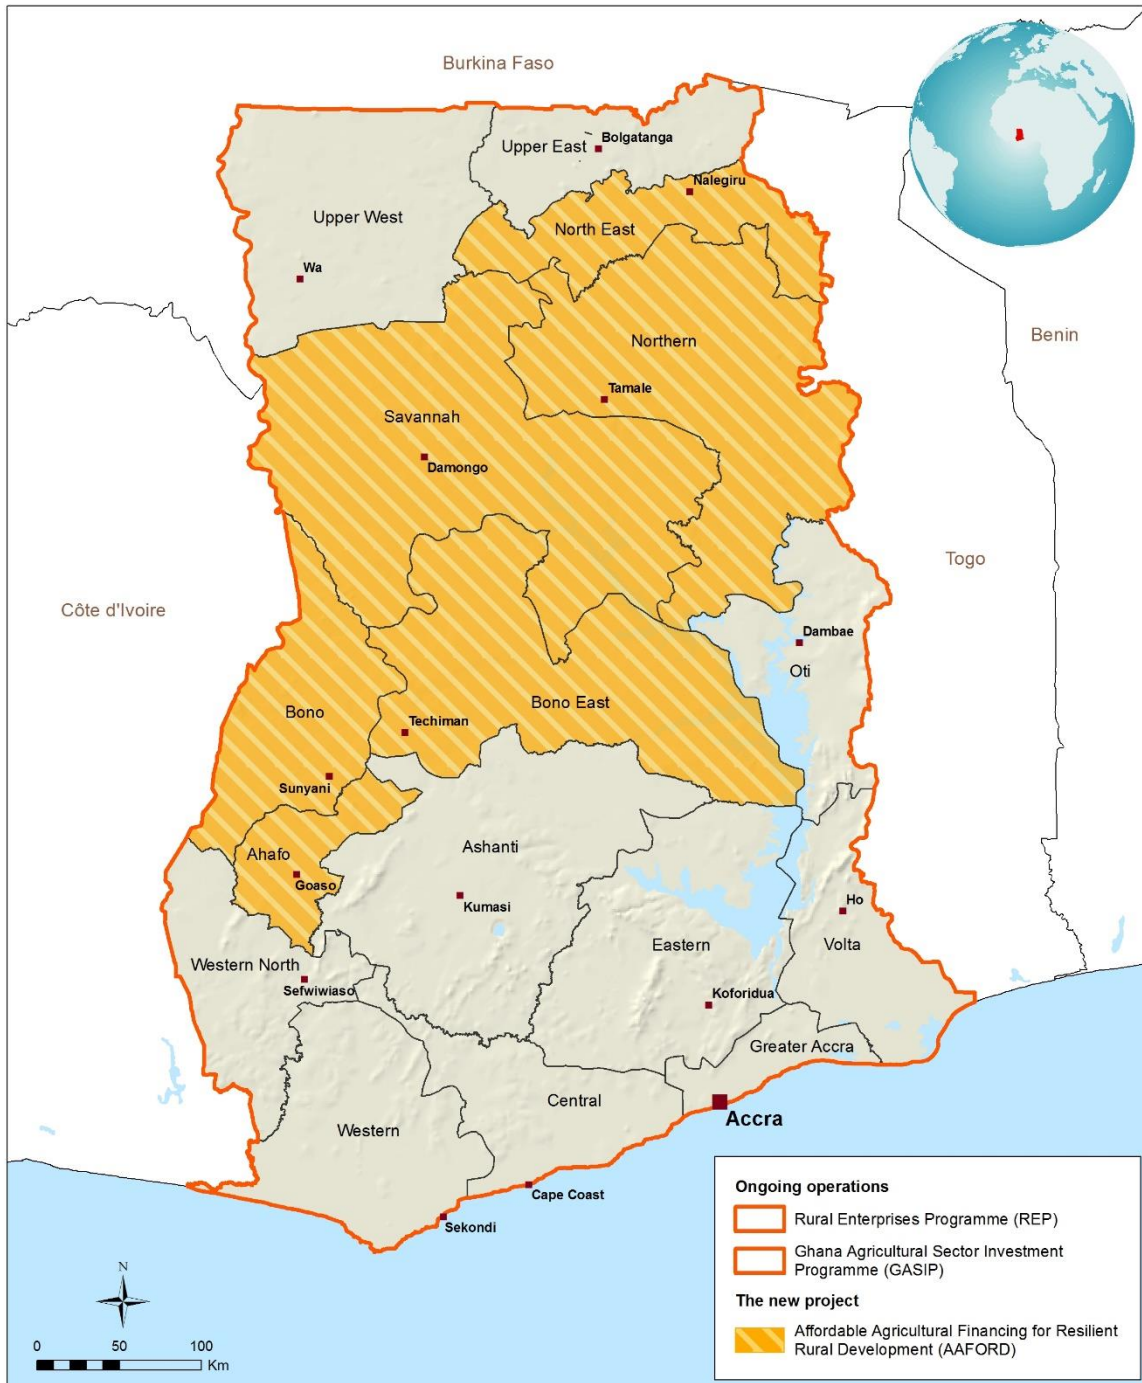 Burkina Faso
Upper East
Bolgatanga
Nalegiru
Upper West
North East
Wa
Northern
Benin
Tamale
Savannah
Damongo
Togo
Côte d'Ivoire
Dambae
Oti
Bono
Bono East
Techiman
Sunyani
Ashanti
Ahafo
Goaso
Kumasi
Ho
Eastern
Volta
Western North
Sefwiwiaso
Koforidua
Greater Accra
Central
Accra
Western
Cape Coast
Sekondi
Ongoing operations
Rural Enterprises Programme (REP)
Ghana Agricultural Sector Investment
Programme (GASIP)
The new project
Affordable Agricultural Financing for Resilient
Rural Development (AAFORD)
N
0 50 100
Km